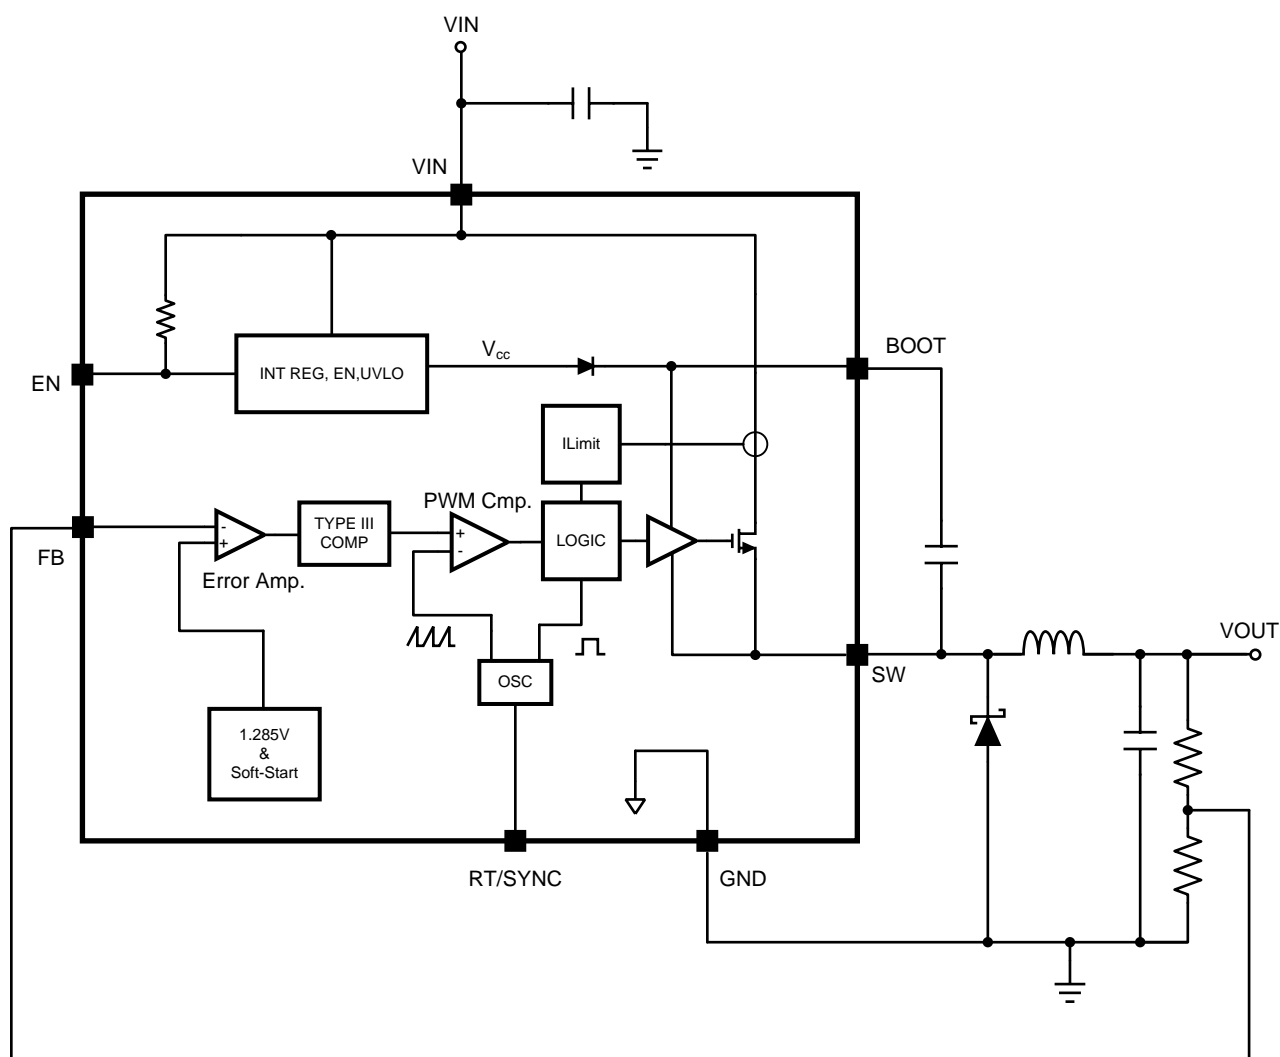 VIN
VIN
BOOT
EN
INT REG, EN,UVLO
Vcc
ILimit
PWM Cmp.
FB
-
+
TYPE III
COMP
+
-
LOGIC
Error Amp.
VOUT
SW
OSC
1.285V
&
Soft-Start
RT/SYNC
GND